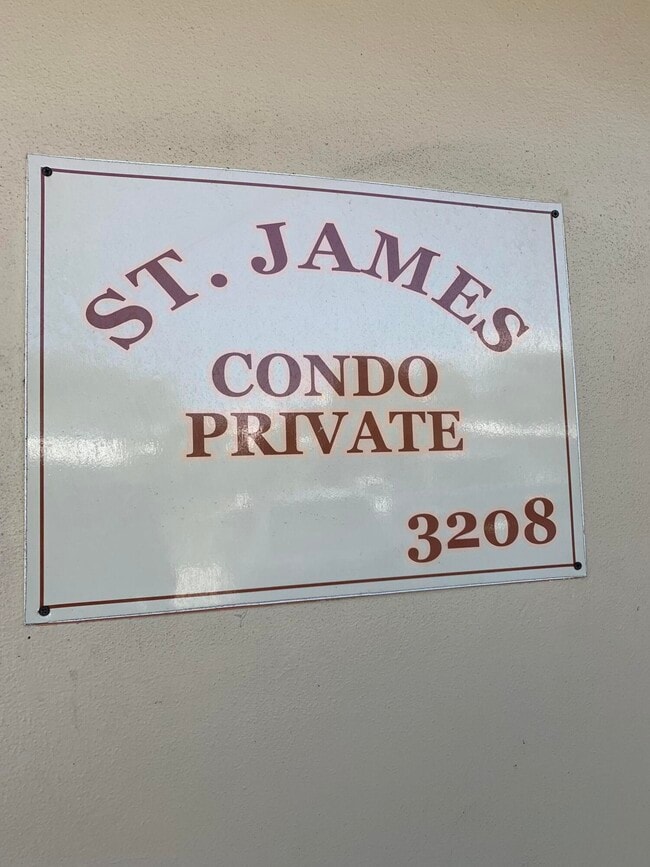 ST. JAMES
CONDO
PRIVATE
3208